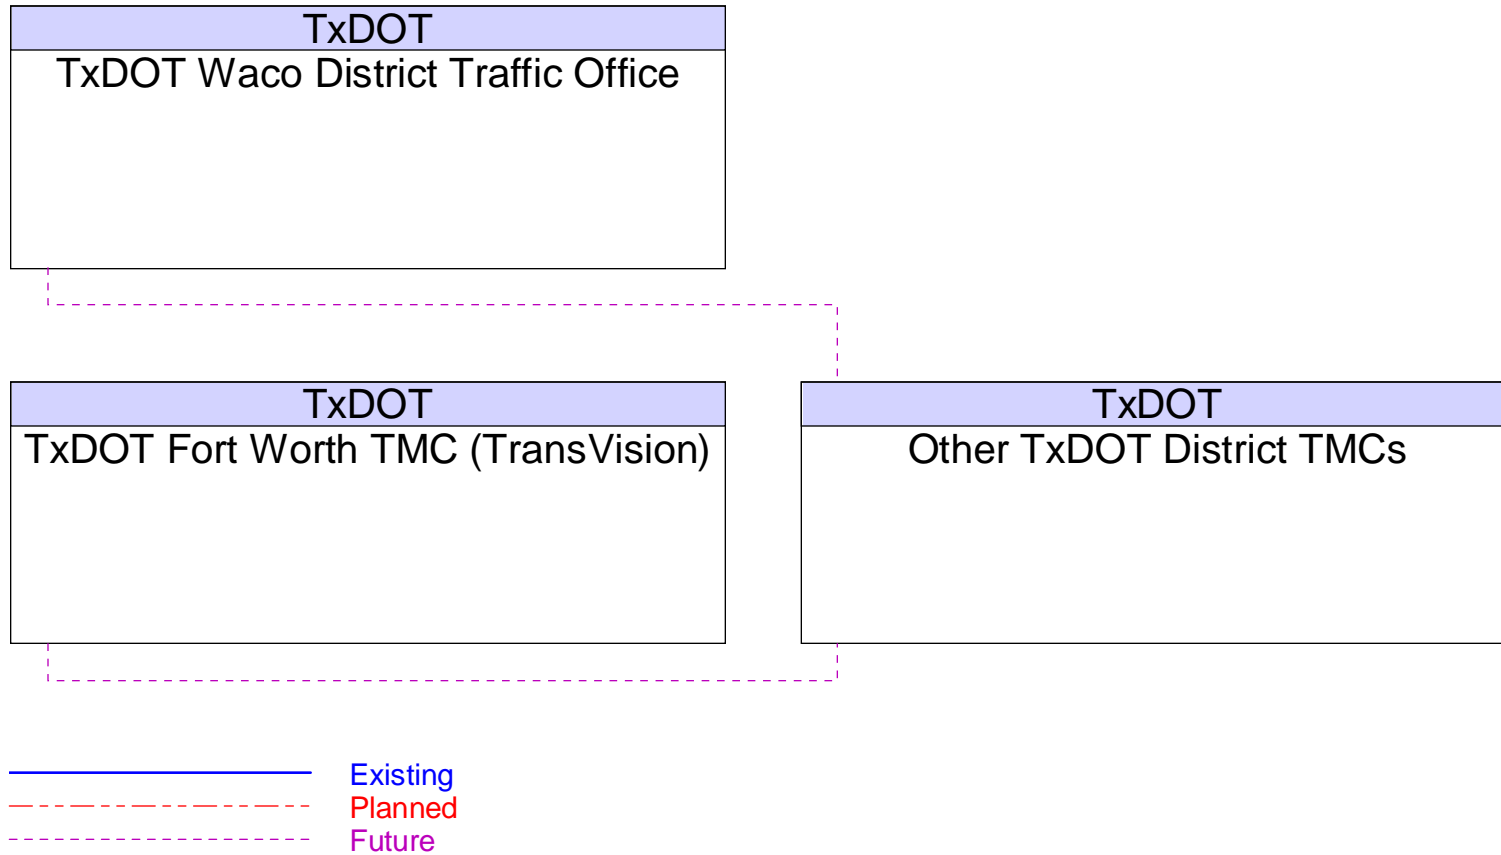 TxDOT
TxDOT Waco District Traffic Office
TxDOT
TxDOT Fort Worth TMC (TransVision)
TxDOT
Other TxDOT District TMCs
Existing
Planned
Future